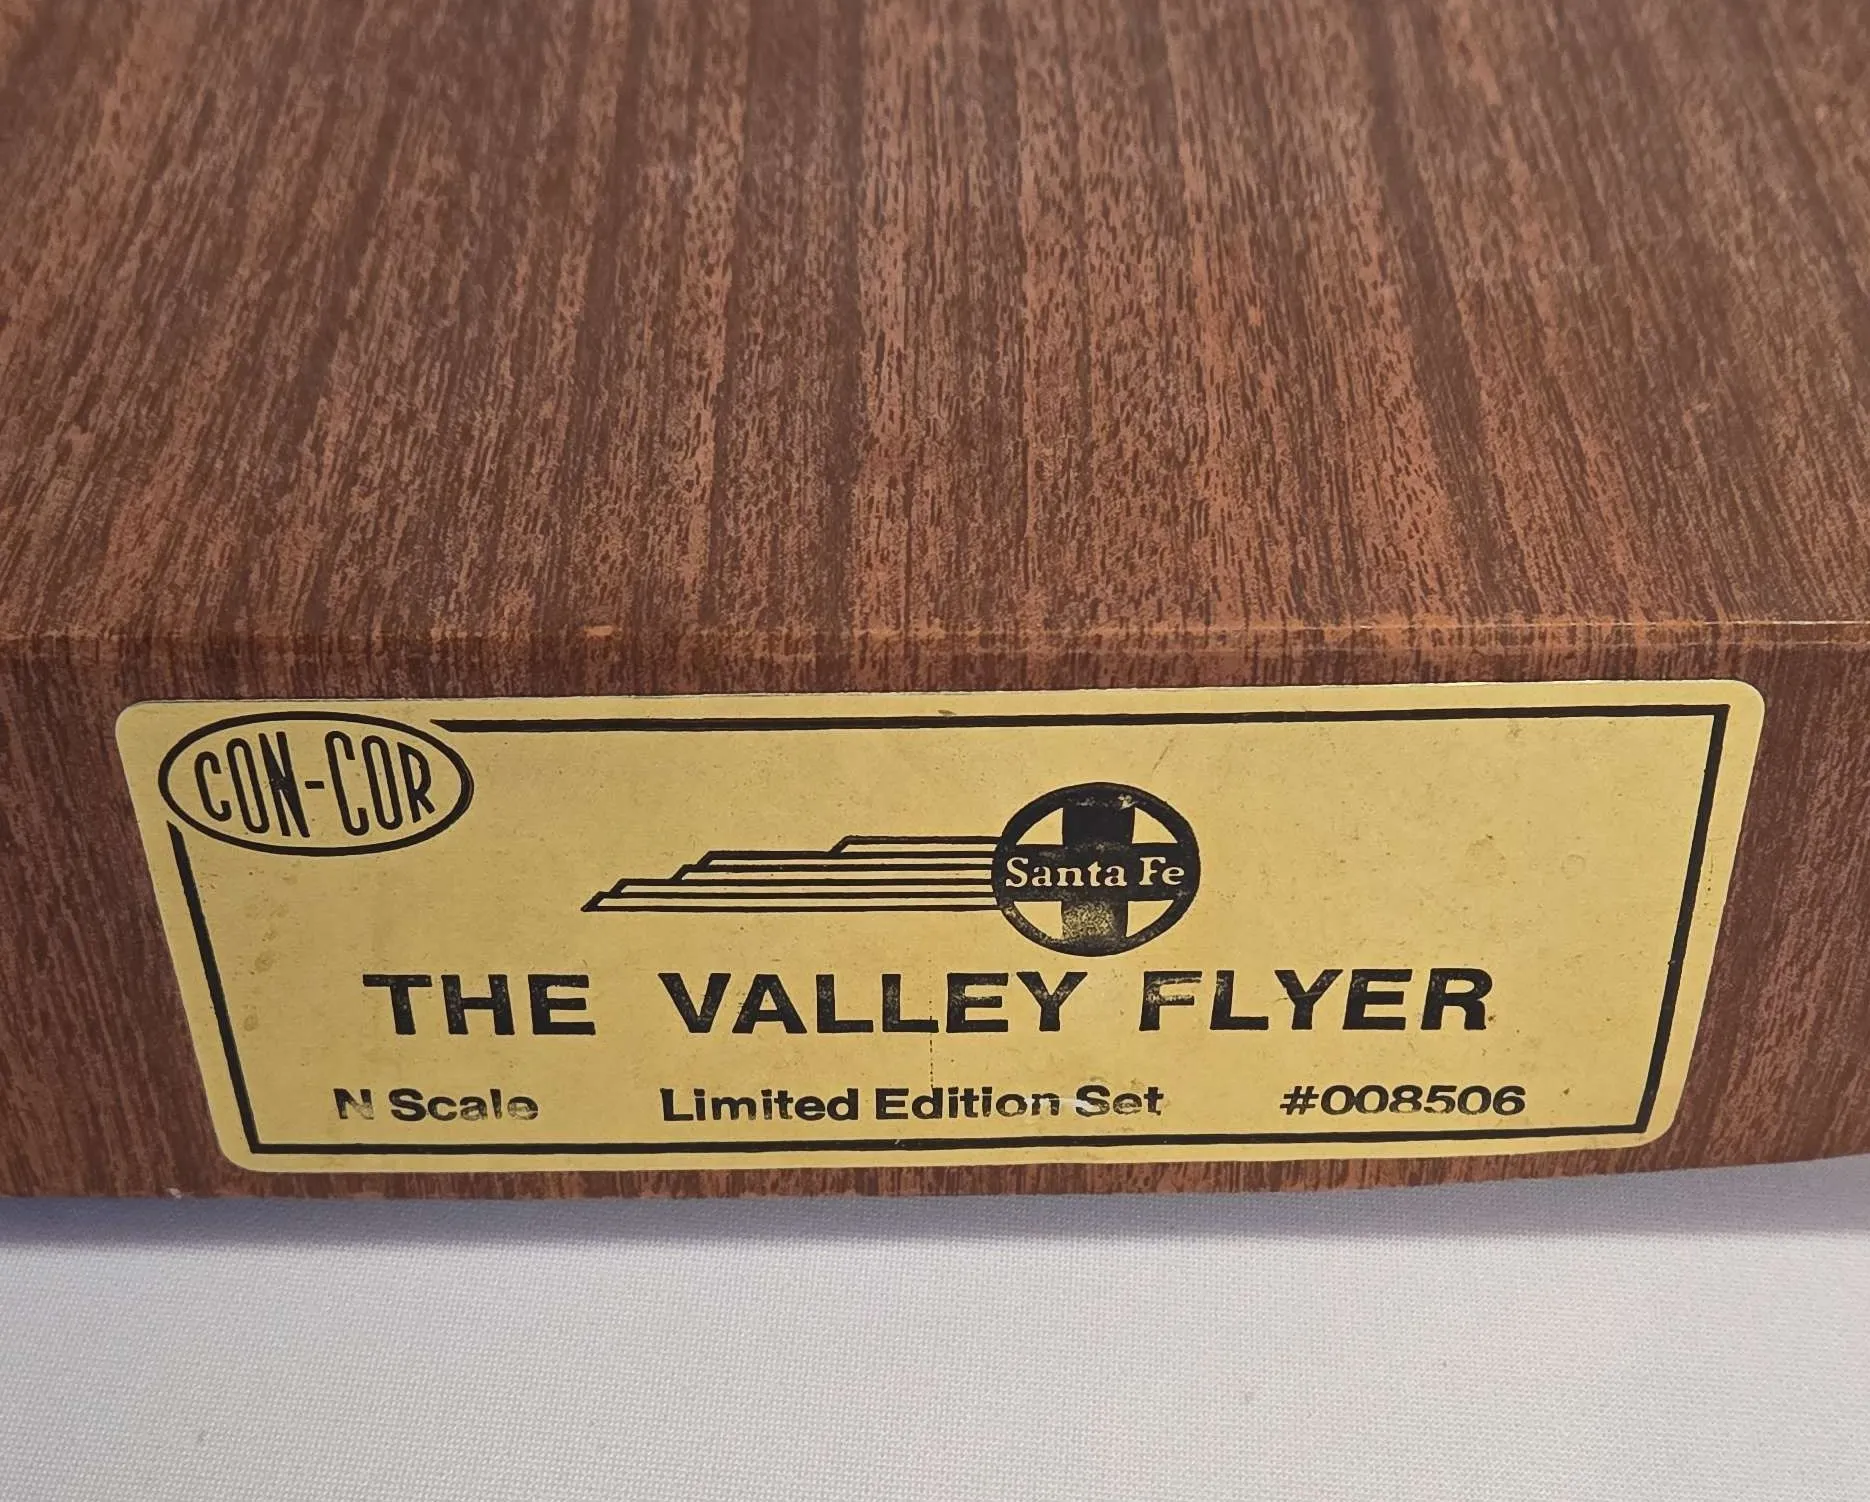 CON-COR
Santa Fe
THE VALLEY FLYER
N Scale Limited Edition Set #008506